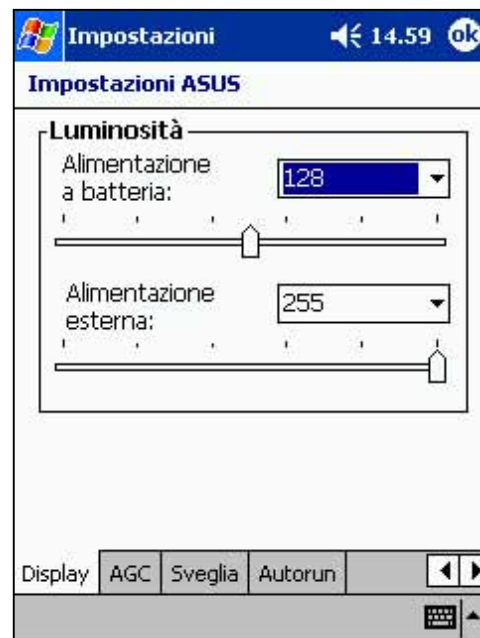 Impostazioni 14.59 ok
Impostazioni ASUS
Luminosità
Alimentazione
a batteria:
128
Alimentazione
esterna:
255
Display AGC Sveglia Autorun